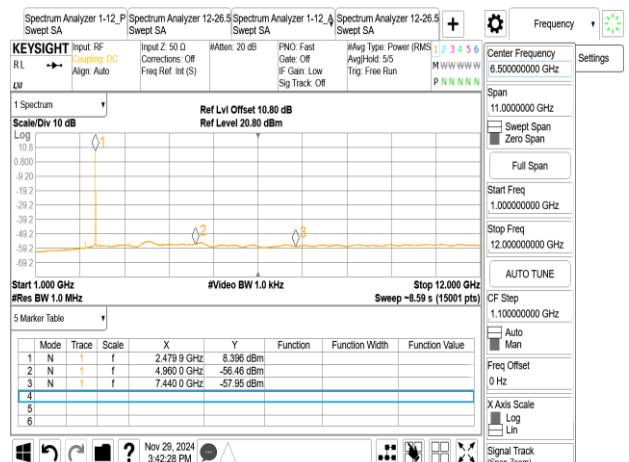 Spectrum Analyzer 1-12_P
Swept SA
Spectrum Analyzer 12-26.5
Swept SA
Spectrum Analyzer 1-12_A
Swept SA
Spectrum Analyzer 12-26.5
Swept SA
+
Frequency
Settings
KEYSIGHT
RL
LXI
Input: RF
Coupling: DC
Align: Auto
Input Z: 50 Ω
Corrections: Off
Freq Ref: Int (S)
#Atten: 20 dB
PNO: Fast
Gate: Off
IF Gain: Low
Sig Track: Off
#Avg Type: Power (RMS
Avg|Hold: 5/5
Trig: Free Run
1 2 3 4 5 6
M W W W W W
P N N N N N
1 Spectrum
Scale/Div 10 dB
Ref Lvl Offset 10.80 dB
Ref Level 20.80 dBm
Log
10.8
0.800
-9.20
-19.2
-29.2
-39.2
-49.2
-59.2
-69.2
1
2
3
Start 1.000 GHz
#Video BW 1.0 kHz
Stop 12.000 GHz
#Res BW 1.0 MHz
Sweep ~8.59 s (15001 pts)
5 Marker Table
Mode Trace Scale X Y Function Function Width Function Value
1 N 1 f 2.479 9 GHz 8.396 dBm
2 N 1 f 4.960 0 GHz -56.46 dBm
3 N 1 f 7.440 0 GHz -57.95 dBm
4
5
6
?
Nov 29, 2024
3:42:28 PM
Center Frequency
6.500000000 GHz
Span
11.0000000 GHz
Swept Span
Zero Span
Full Span
Start Freq
1.000000000 GHz
Stop Freq
12.000000000 GHz
AUTO TUNE
CF Step
1.100000000 GHz
Auto
Man
Freq Offset
0 Hz
X Axis Scale
Log
Lin
Signal Track
(Span Zoom)